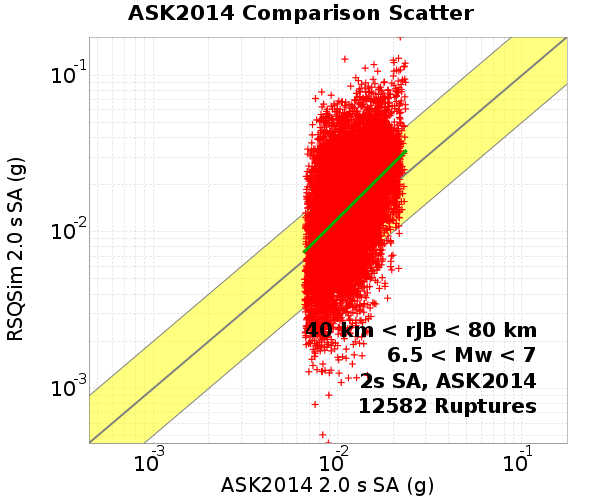 ASK2014 Comparison Scatter
RSQSim 2.0 s SA (g)
10-1
10-2
10-3
40 km < rJB < 80 km
6.5 < Mw < 7
2s SA, ASK2014
12582 Ruptures
10-3 10-2 10-1
ASK2014 2.0 s SA (g)